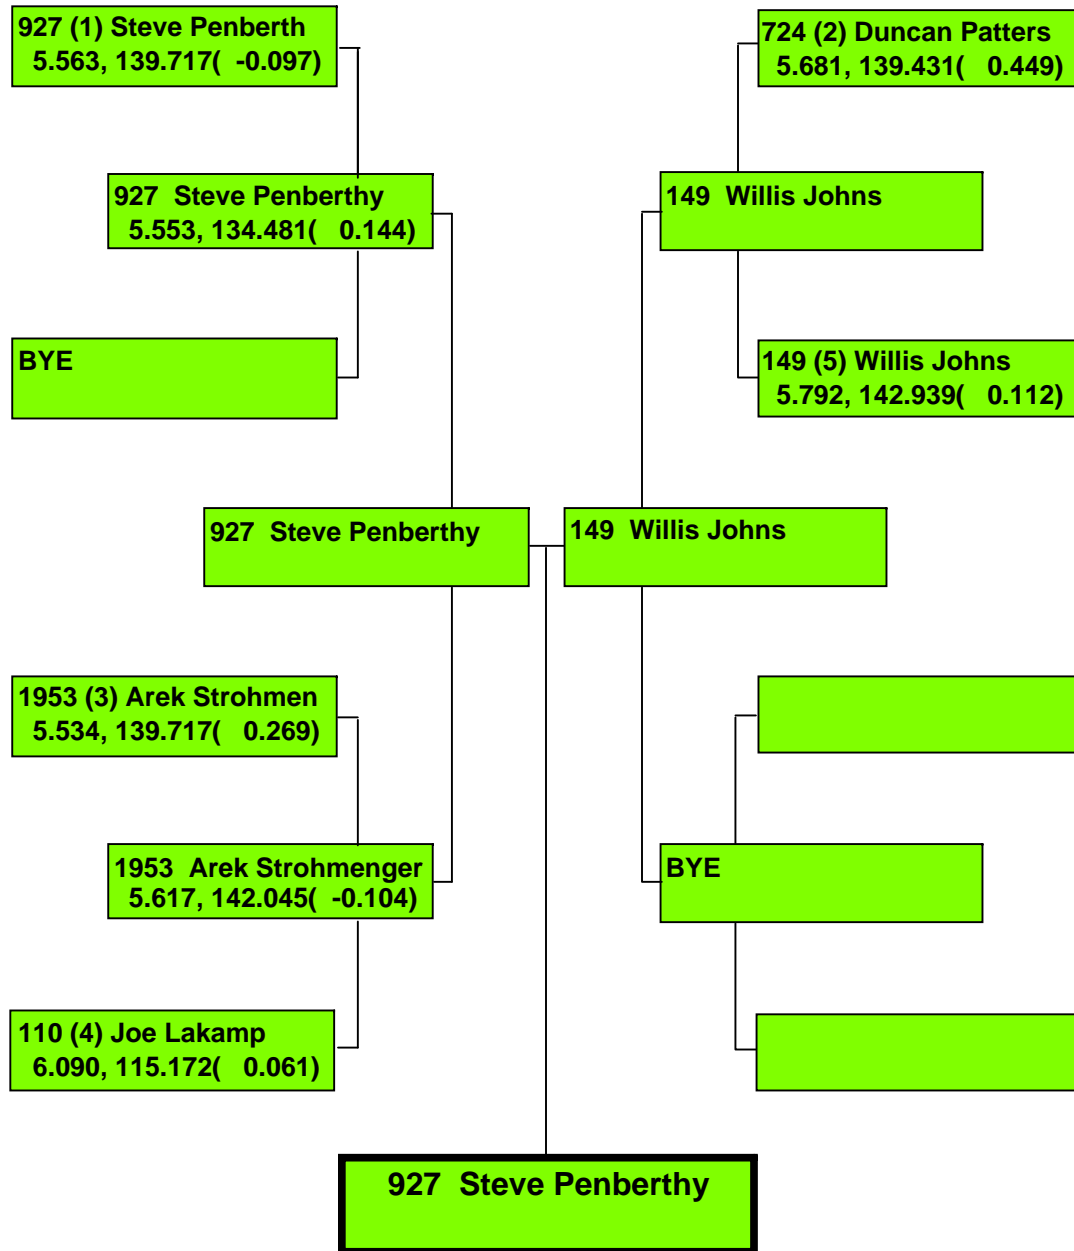 927 (1) Steve Penberth
5.563, 139.717( -0.097)
724 (2) Duncan Patters
5.681, 139.431( 0.449)
927 Steve Penberthy
5.553, 134.481( 0.144)
149 Willis Johns
BYE
149 (5) Willis Johns
5.792, 142.939( 0.112)
927 Steve Penberthy
149 Willis Johns
1953 (3) Arek Strohmen
5.534, 139.717( 0.269)
1953 Arek Strohmenger
5.617, 142.045( -0.104)
BYE
110 (4) Joe Lakamp
6.090, 115.172( 0.061)
927 Steve Penberthy